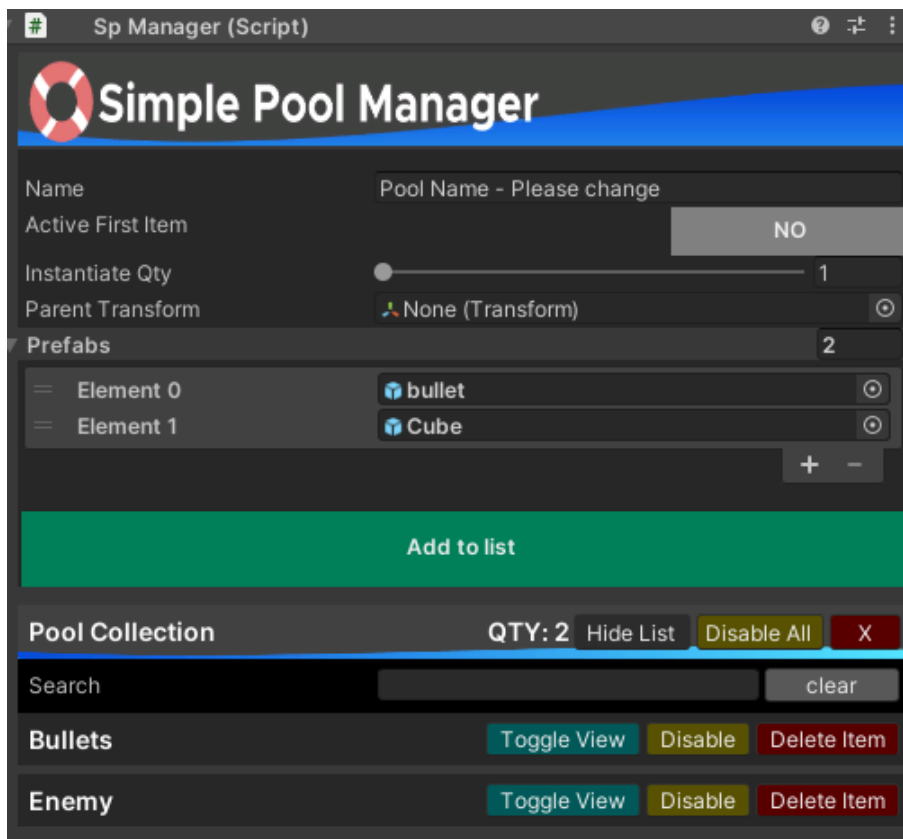 # Sp Manager (Script)
Simple Pool Manager
Name Pool Name - Please change
Active First Item NO
Instantiate Qty 1
Parent Transform None (Transform)
Prefabs 2
Element 0 bullet
Element 1 Cube
+ -
Add to list
Pool Collection QTY: 2 Hide List Disable All X
Search clear
Bullets Toggle View Disable Delete Item
Enemy Toggle View Disable Delete Item